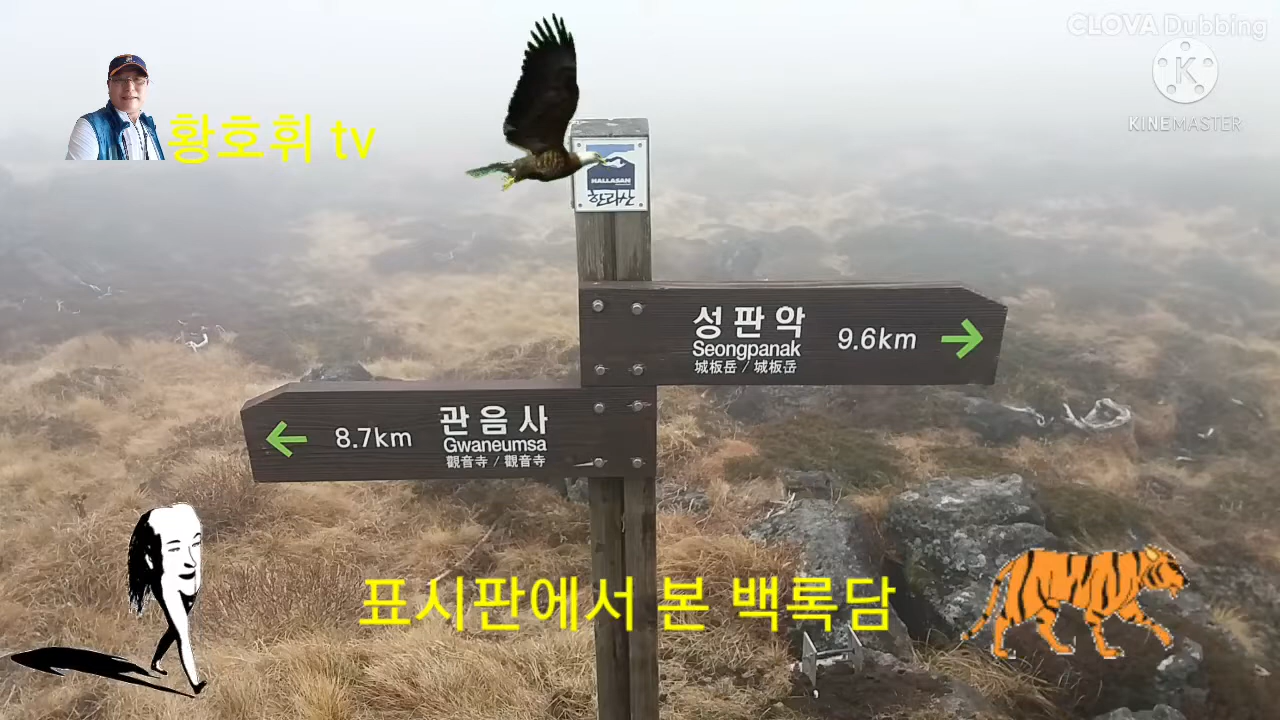 CLOVA Dubbing
KINEMASTER
황호휘 tv
HALLASAN
한라산
성판악
Seongpanak
城板岳 / 城板岳
9.6km
8.7km
관음사
Gwaneumsa
觀音寺 / 觀音寺
표시판에서 본 백록담